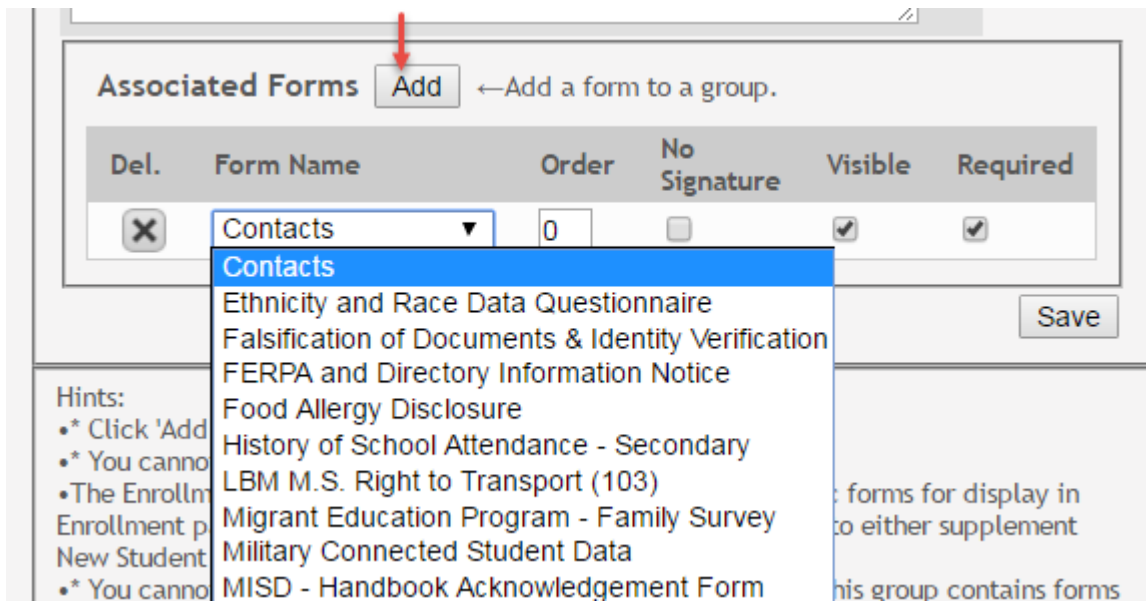 Associated Forms Add ←Add a form to a group.
Del. Form Name Order No Signature Visible Required
Contacts 0
Contacts
Ethnicity and Race Data Questionnaire
Falsification of Documents & Identity Verification
Save
FERPA and Directory Information Notice
Hints:
Food Allergy Disclosure
•* Click 'Add
History of School Attendance - Secondary
•* You canno
LBM M.S. Right to Transport (103)
•The Enrolln
: forms for display in
Migrant Education Program - Family Survey
Enrollment p
to either supplement
Military Connected Student Data
New Student
MISD - Handbook Acknowledgement Form
•* You canno
his group contains forms